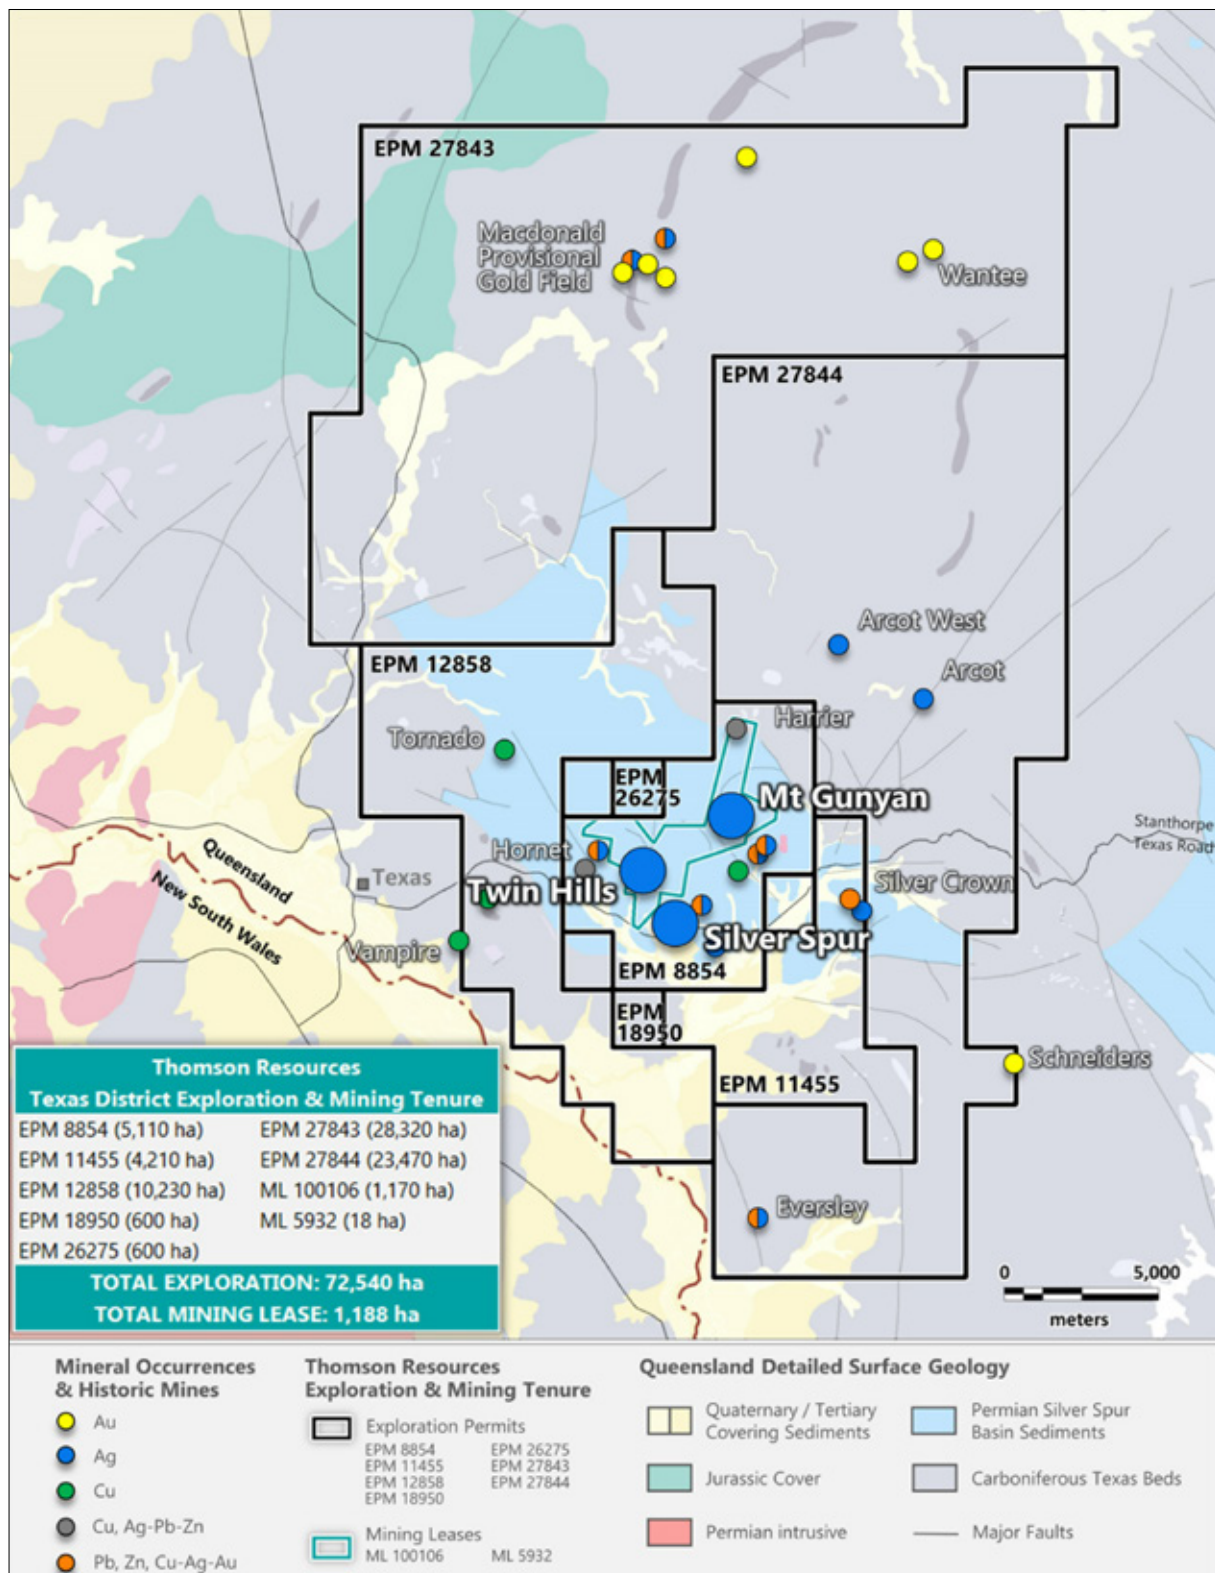 EPM 27843
Macdonald
Provisional
Gold Field
Wantee
EPM 27844
Arcot West
Arcot
EPM 12858
Harrier
Tornado
EPM
26275
Mt Gunyan
Stanthorpe
Texas Road
Queensland
New South Wales
Hornet
Texas
Twin Hills
Silver Crown
Silver Spur
Vampire
EPM 8854
EPM
18950
Schneiders
EPM 11455
Eversley
Thomson Resources
Texas District Exploration & Mining Tenure
EPM 8854 (5,110 ha) EPM 27843 (28,320 ha)
EPM 11455 (4,210 ha) EPM 27844 (23,470 ha)
EPM 12858 (10,230 ha) ML 100106 (1,170 ha)
EPM 18950 (600 ha) ML 5932 (18 ha)
EPM 26275 (600 ha)
TOTAL EXPLORATION: 72,540 ha
TOTAL MINING LEASE: 1,188 ha
0 5,000
meters
Mineral Occurrences
& Historic Mines
Au
Ag
Cu
Cu, Ag-Pb-Zn
Pb, Zn, Cu-Ag-Au
Thomson Resources
Exploration & Mining Tenure
Exploration Permits
EPM 8854 EPM 26275
EPM 11455 EPM 27843
EPM 12858 EPM 27844
EPM 18950
Mining Leases
ML 100106 ML 5932
Queensland Detailed Surface Geology
Quaternary / Tertiary
Covering Sediments
Jurassic Cover
Permian intrusive
Permian Silver Spur
Basin Sediments
Carboniferous Texas Beds
Major Faults